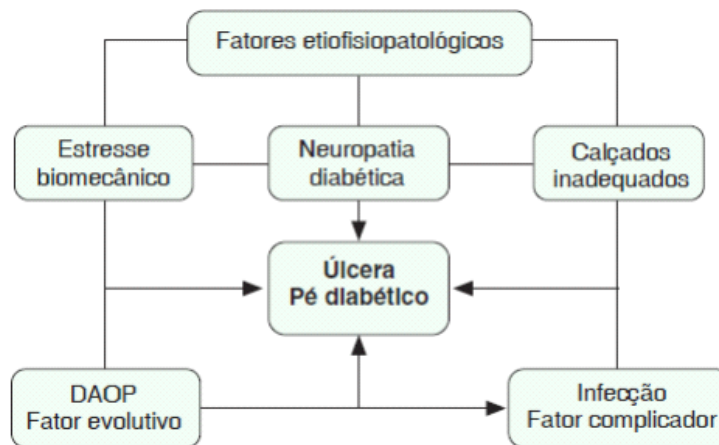 Fatores etiofisiopatológicos
Estresse
biomecânico
Neuropatia
diabética
Calçados
inadequados
Úlcera
Pé diabético
DAOP
Fator evolutivo
Infecção
Fator complicador